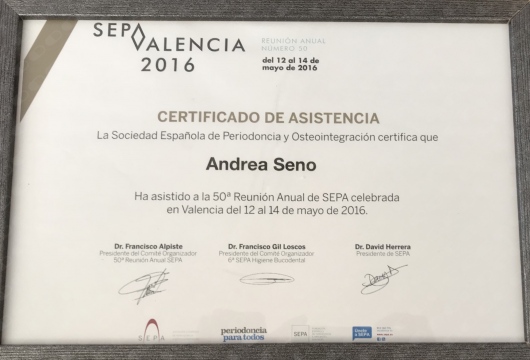 SEPA
VALENCIA
2016
REUNIÓN ANUAL
NÚMERO 50
del 12 al 14 de
mayo de 2016
CERTIFICADO DE ASISTENCIA
La Sociedad Española de Periodoncia y Osteointegración certifica que
Andrea Seno
Ha asistido a la 50ª Reunión Anual de SEPA celebrada
en Valencia del 12 al 14 de mayo de 2016.
Dr. Francisco Alpiste
Presidente del Comité Organizador
50ª Reunión Anual SEPA
Dr. Francisco Gil Loscos
Presidente del Comité Organizador
6ª SEPA Higiene Bucodental
Dr. David Herrera
Presidente de SEPA
SEPA
periodoncia
para todos
SEPA
Únete
a SEPA